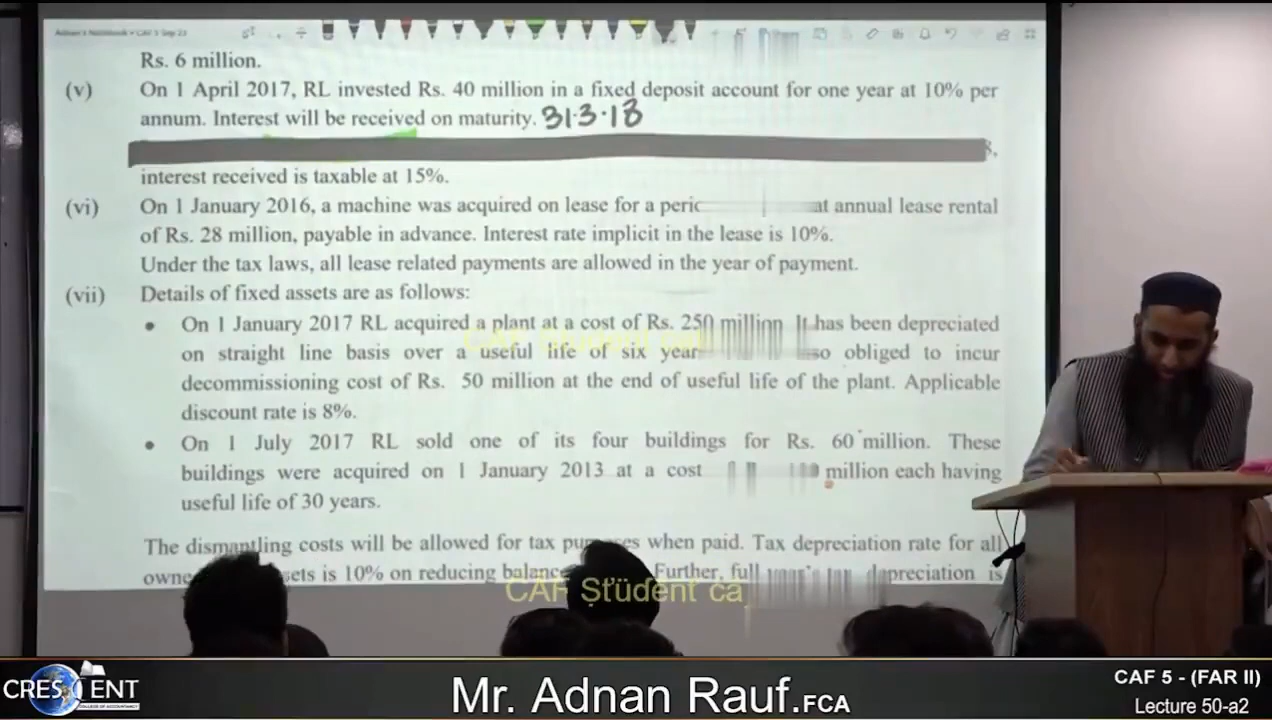 Adnan's Notebook • CAF 5 Sep 23
Rs. 6 million.
(v) On 1 April 2017, RL invested Rs. 40 million in a fixed deposit account for one year at 10% per
annum. Interest will be received on maturity. 31·3·18
interest received is taxable at 15%.
(vi) On 1 January 2016, a machine was acquired on lease for a at annual lease rental
of Rs. 28 million, payable in advance. Interest rate implicit in the lease is 10%.
Under the tax laws, all lease related payments are allowed in the year of payment.
(vii) Details of fixed assets are as follows:
• On 1 January 2017 RL acquired a plant at a cost of Rs. 250 million It has been depreciated
on straight line basis over a useful life of six obliged to incur
decommissioning cost of Rs. 50 million at the end of useful life of the plant. Applicable
discount rate is 8%.
• On 1 July 2017 RL sold one of its four buildings for Rs. 60 million. These
buildings were acquired on 1 January 2013 at a cost million each having
useful life of 30 years.
The dismantling costs will be allowed for tax when paid. Tax depreciation rate for all
is 10% on reducing Further, full depreciation is
CAF Student ca
CRESCENT
COLLEGE OF ACCOUNTANCY
Mr. Adnan Rauf.FCA
CAF 5 - (FAR II)
Lecture 50-a2